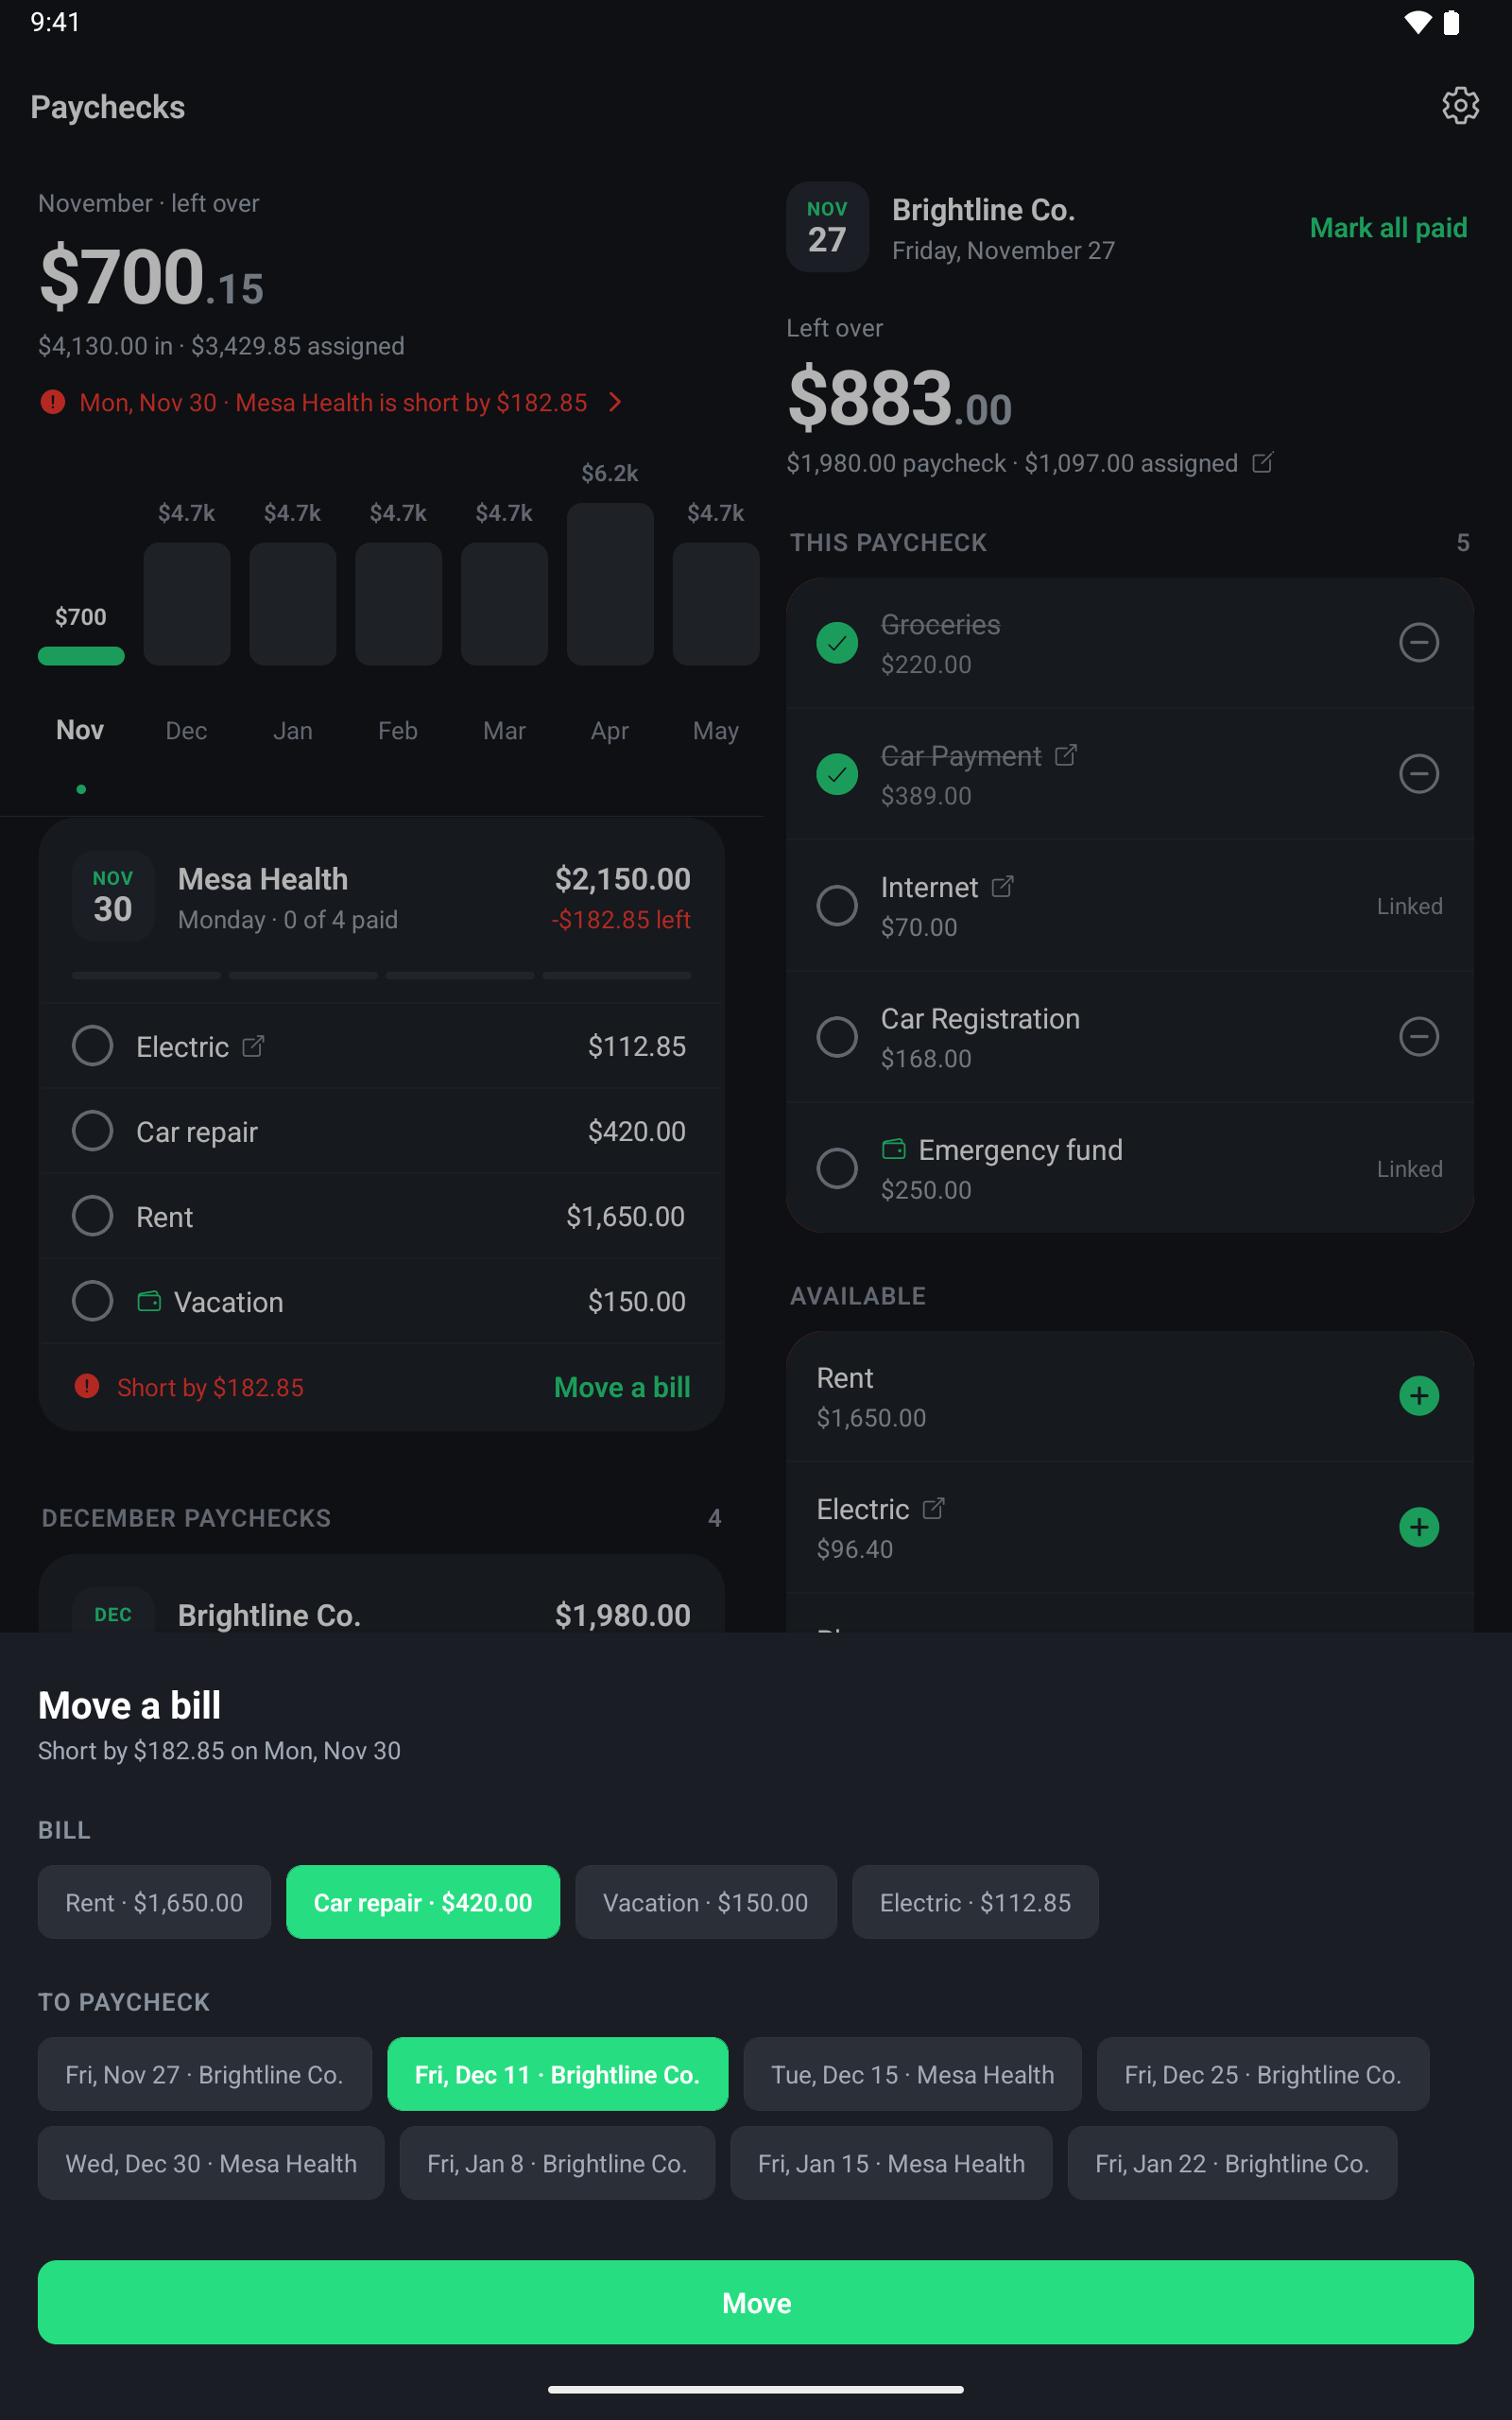 9:41
Paychecks
November · left over
$700.15
$4,130.00 in · $3,429.85 assigned
Mon, Nov 30 · Mesa Health is short by $182.85
$700
$4.7k
$4.7k
$4.7k
$4.7k
$6.2k
$4.7k
Nov
Dec
Jan
Feb
Mar
Apr
May
NOV
30
Mesa Health
$2,150.00
Monday · 0 of 4 paid
-$182.85 left
Electric
$112.85
Car repair
$420.00
Rent
$1,650.00
Vacation
$150.00
Short by $182.85
Move a bill
DECEMBER PAYCHECKS
4
DEC
Brightline Co.
$1,980.00
NOV
27
Brightline Co.
Friday, November 27
Mark all paid
Left over
$883.00
$1,980.00 paycheck · $1,097.00 assigned
THIS PAYCHECK
5
Groceries
$220.00
Car Payment
$389.00
Internet
$70.00
Linked
Car Registration
$168.00
Emergency fund
$250.00
Linked
AVAILABLE
Rent
$1,650.00
Electric
$96.40
Move a bill
Short by $182.85 on Mon, Nov 30
BILL
Rent · $1,650.00
Car repair · $420.00
Vacation · $150.00
Electric · $112.85
TO PAYCHECK
Fri, Nov 27 · Brightline Co.
Fri, Dec 11 · Brightline Co.
Tue, Dec 15 · Mesa Health
Fri, Dec 25 · Brightline Co.
Wed, Dec 30 · Mesa Health
Fri, Jan 8 · Brightline Co.
Fri, Jan 15 · Mesa Health
Fri, Jan 22 · Brightline Co.
Move